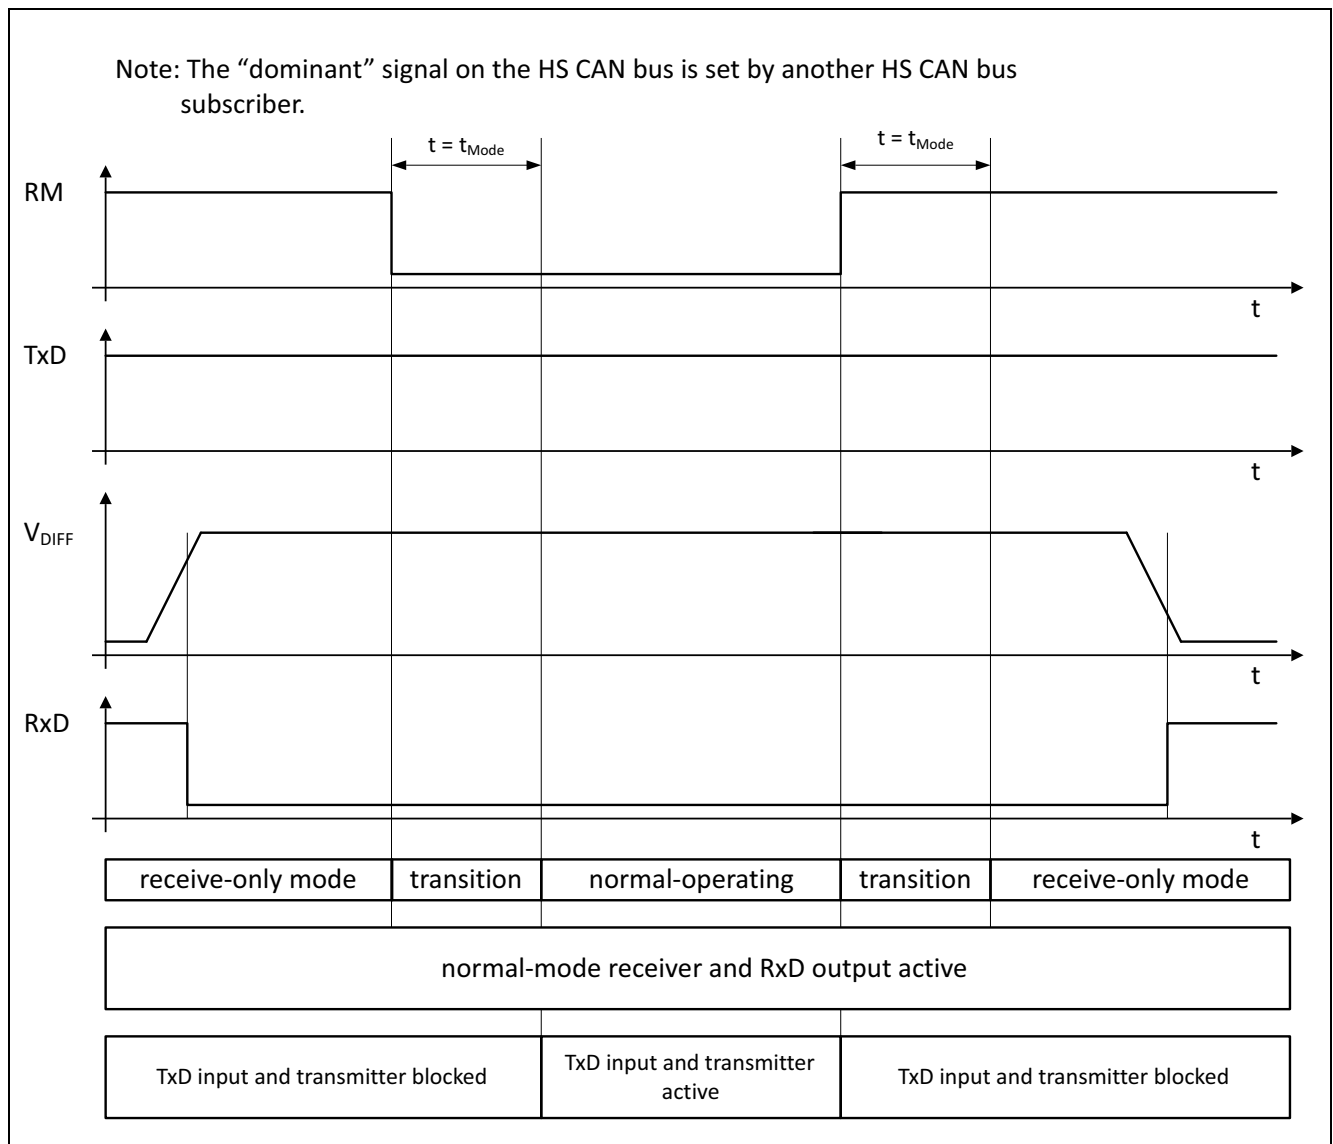 Note: The “dominant” signal on the HS CAN bus is set by another HS CAN bus
subscriber.
t = tMode
t = tMode
RM
t
TxD
t
VDIFF
t
RxD
t
receive-only mode
transition
normal-operating
transition
receive-only mode
normal-mode receiver and RxD output active
TxD input and transmitter blocked
TxD input and transmitter
active
TxD input and transmitter blocked